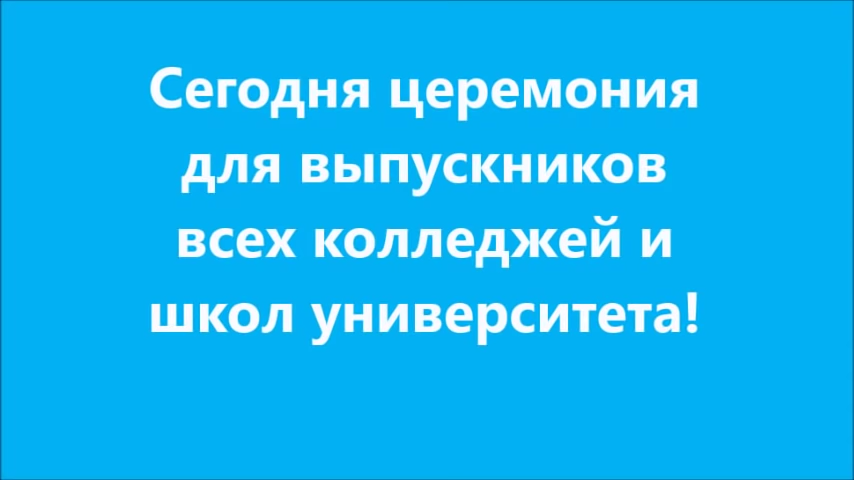 Сегодня церемония
для выпускников
всех колледжей и
школ университета!